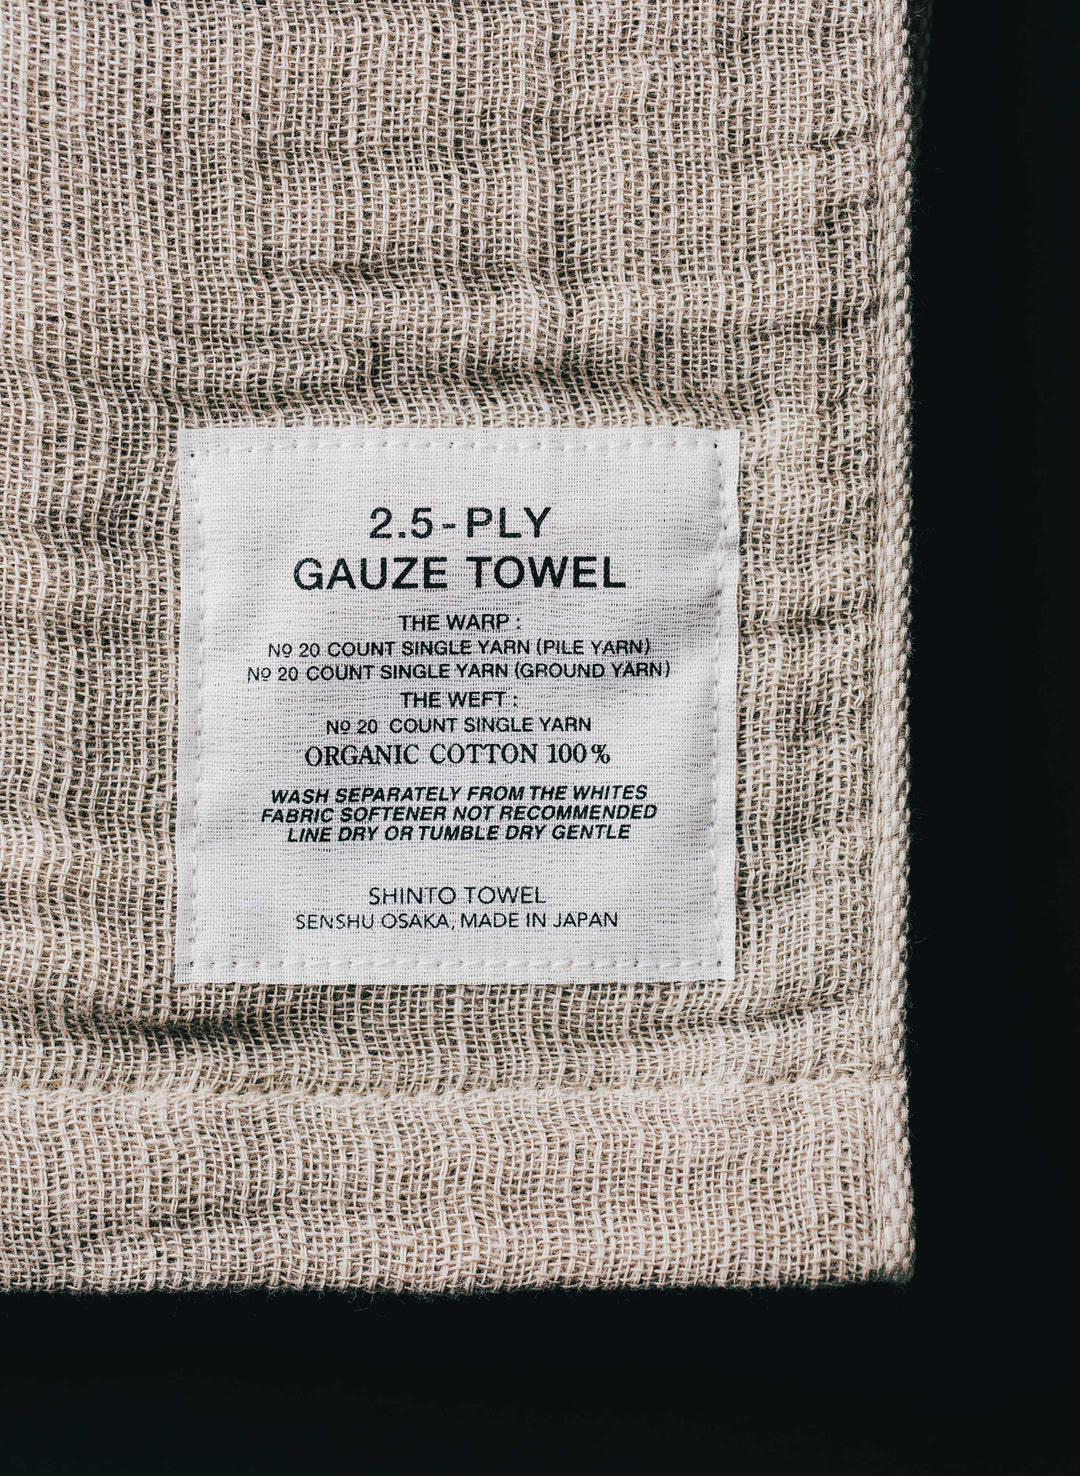 2.5-PLY
GAUZE TOWEL
THE WARP :
№ 20 COUNT SINGLE YARN (PILE YARN)
№ 20 COUNT SINGLE YARN (GROUND YARN)
THE WEFT :
№ 20 COUNT SINGLE YARN
ORGANIC COTTON 100%
WASH SEPARATELY FROM THE WHITES
FABRIC SOFTENER NOT RECOMMENDED
LINE DRY OR TUMBLE DRY GENTLE
SHINTO TOWEL
SENSHU OSAKA, MADE IN JAPAN